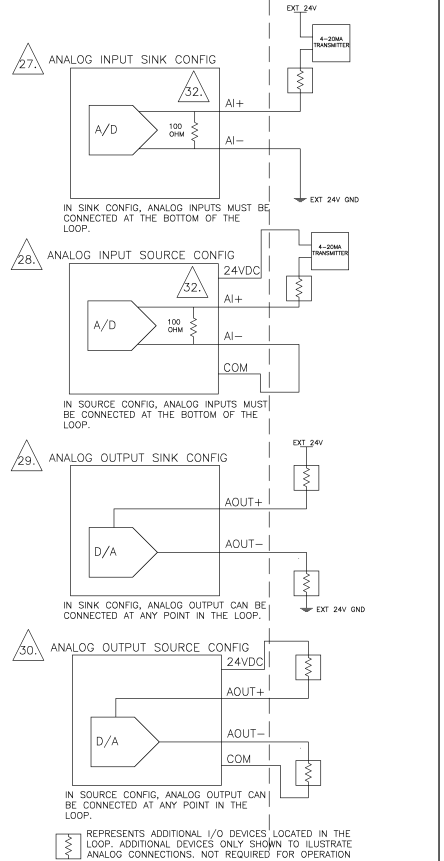 EXT 24V
4-20MA
TRANSMITTER
27. ANALOG INPUT SINK CONFIG
32.
AI+
A/D
100
OHM
AI-
EXT 24V GND
IN SINK CONFIG, ANALOG INPUTS MUST BE
CONNECTED AT THE BOTTOM OF THE
LOOP.
28. ANALOG INPUT SOURCE CONFIG
4-20MA
TRANSMITTER
24VDC
32.
AI+
A/D
100
OHM
AI-
COM
IN SOURCE CONFIG, ANALOG INPUTS MUST
BE CONNECTED AT THE BOTTOM OF THE
LOOP.
EXT 24V
29. ANALOG OUTPUT SINK CONFIG
AOUT+
D/A
AOUT-
EXT 24V GND
IN SINK CONFIG, ANALOG OUTPUT CAN BE
CONNECTED AT ANY POINT IN THE LOOP.
30. ANALOG OUTPUT SOURCE CONFIG
24VDC
AOUT+
D/A
AOUT-
COM
IN SOURCE CONFIG, ANALOG OUTPUT CAN
BE CONNECTED AT ANY POINT IN THE
LOOP.
REPRESENTS ADDITIONAL I/O DEVICES LOCATED IN THE
LOOP. ADDITIONAL DEVICES ONLY SHOWN TO ILUSTRATE
ANALOG CONNECTIONS. NOT REQUIRED FOR OPERATION